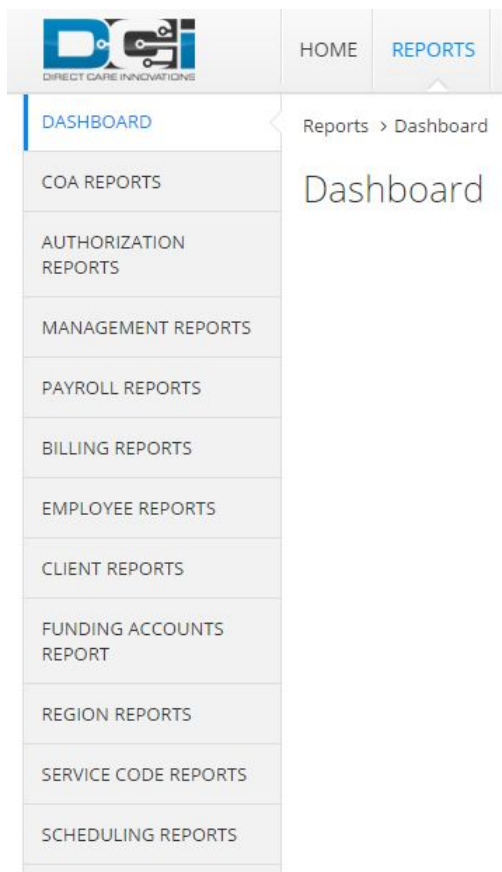 DCi
DIRECT CARE INNOVATIONS
HOME REPORTS
DASHBOARD
Reports > Dashboard
Dashboard
COA REPORTS
AUTHORIZATION
REPORTS
MANAGEMENT REPORTS
PAYROLL REPORTS
BILLING REPORTS
EMPLOYEE REPORTS
CLIENT REPORTS
FUNDING ACCOUNTS
REPORT
REGION REPORTS
SERVICE CODE REPORTS
SCHEDULING REPORTS